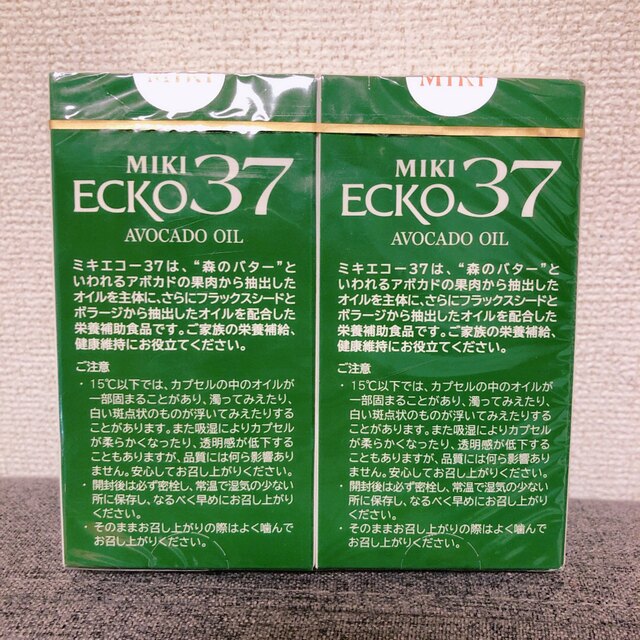 MIKI
MIKI
ECKO37
AVOCADO OIL
ミキエコー37は、“森のバター”と
いわれるアボカドの果肉から抽出した
オイルを主体に、さらにフラックスシードと
ボラージから抽出したオイルを配合した
栄養補助食品です。ご家族の栄養補給、
健康維持にお役立てください。
ご注意
・15℃以下では、カプセルの中のオイルが
一部固まることがあり、濁ってみえたり、
白い斑点状のものが浮いてみえたりする
ことがあります。また吸湿によりカプセル
が柔らかくなったり、透明感が低下する
こともありますが、品質には何ら影響あり
ません。安心してお召し上がりください。
・開封後は必ず密栓し、常温で湿気の少ない
所に保存し、なるべく早めにお召し上がり
ください。
・そのままお召し上がりの際はよく噛んで
お召し上がりください。
MIKI
MIKI
ECKO37
AVOCADO OIL
ミキエコー37は、“森のバター”と
いわれるアボカドの果肉から抽出した
オイルを主体に、さらにフラックスシードと
ボラージから抽出したオイルを配合した
栄養補助食品です。ご家族の栄養補給、
健康維持にお役立てください。
ご注意
・15℃以下では、カプセルの中のオイルが
一部固まることがあり、濁ってみえたり、
白い斑点状のものが浮いてみえたりする
ことがあります。また吸湿によりカプセル
が柔らかくなったり、透明感が低下する
こともありますが、品質には何ら影響あり
ません。安心してお召し上がりください。
・開封後は必ず密栓し、常温で湿気の少ない
所に保存し、なるべく早めにお召し上がり
ください。
・そのままお召し上がりの際はよく噛んで
お召し上がりください。